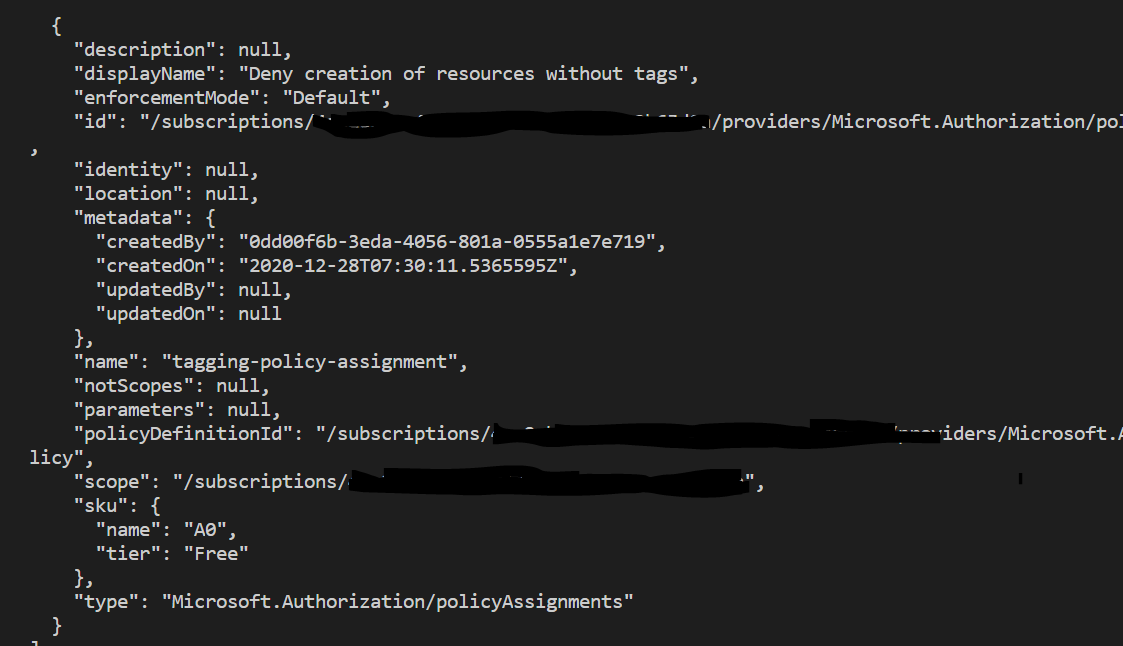 {
"description": null,
"displayName": "Deny creation of resources without tags",
"enforcementMode": "Default",
"id": "/subscriptions/ /providers/Microsoft.Authorization/pol
,
"identity": null,
"location": null,
"metadata": {
"createdBy": "0dd00f6b-3eda-4056-801a-0555a1e7e719",
"createdOn": "2020-12-28T07:30:11.5365595Z",
"updatedBy": null,
"updatedOn": null
},
"name": "tagging-policy-assignment",
"notScopes": null,
"parameters": null,
"policyDefinitionId": "/subscriptions/ /providers/Microsoft.A
licy",
"scope": "/subscriptions/ ",
"sku": {
"name": "A0",
"tier": "Free"
},
"type": "Microsoft.Authorization/policyAssignments"
}